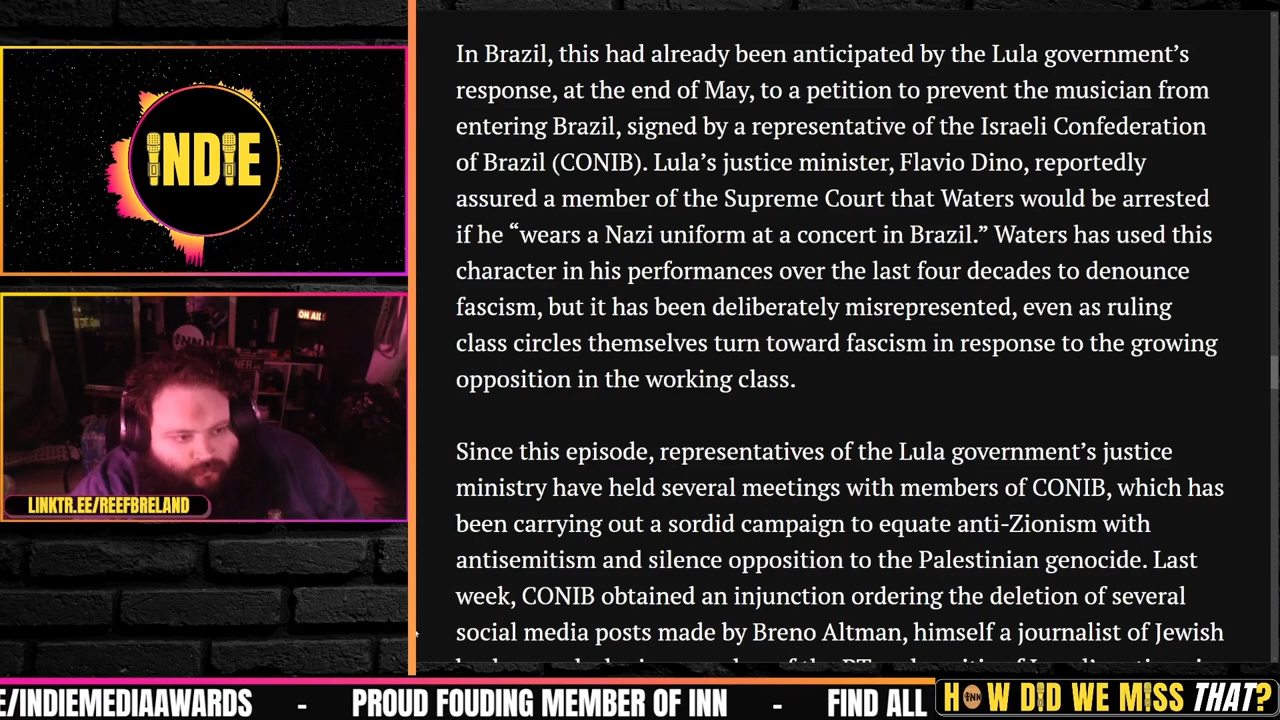 INDIE
ON AIR
INN
LINKTR.EE/REEFBRELAND
In Brazil, this had already been anticipated by the Lula government’s
response, at the end of May, to a petition to prevent the musician from
entering Brazil, signed by a representative of the Israeli Confederation
of Brazil (CONIB). Lula’s justice minister, Flavio Dino, reportedly
assured a member of the Supreme Court that Waters would be arrested
if he “wears a Nazi uniform at a concert in Brazil.” Waters has used this
character in his performances over the last four decades to denounce
fascism, but it has been deliberately misrepresented, even as ruling
class circles themselves turn toward fascism in response to the growing
opposition in the working class.
Since this episode, representatives of the Lula government’s justice
ministry have held several meetings with members of CONIB, which has
been carrying out a sordid campaign to equate anti-Zionism with
antisemitism and silence opposition to the Palestinian genocide. Last
week, CONIB obtained an injunction ordering the deletion of several
social media posts made by Breno Altman, himself a journalist of Jewish
E/INDIEMEDIAAWARDS - PROUD FOUDING MEMBER OF INN - FIND ALL
HOW DID WE MISS THAT?